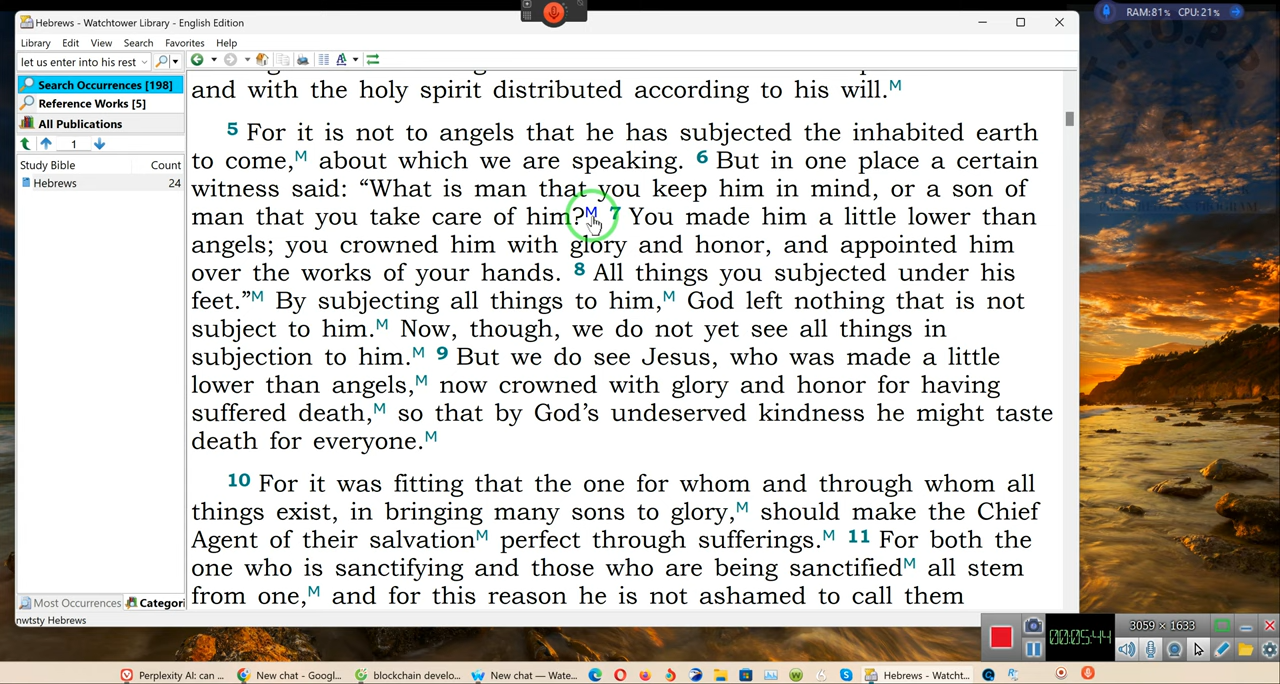 Hebrews - Watchtower Library - English Edition
RAM:81% CPU:21%
Library Edit View Search Favorites Help
let us enter into his rest
Search Occurrences [198]
Reference Works [5]
All Publications
1
Study Bible Count
Hebrews 24
and with the holy spirit distributed according to his will.M
5 For it is not to angels that he has subjected the inhabited earth
to come,M about which we are speaking. 6 But in one place a certain
witness said: “What is man that you keep him in mind, or a son of
man that you take care of him?M 7 You made him a little lower than
angels; you crowned him with glory and honor, and appointed him
over the works of your hands. 8 All things you subjected under his
feet.”M By subjecting all things to him,M God left nothing that is not
subject to him.M Now, though, we do not yet see all things in
subjection to him.M 9 But we do see Jesus, who was made a little
lower than angels,M now crowned with glory and honor for having
suffered death,M so that by God’s undeserved kindness he might taste
death for everyone.M
10 For it was fitting that the one for whom and through whom all
things exist, in bringing many sons to glory,M should make the Chief
Agent of their salvationM perfect through sufferings.M 11 For both the
one who is sanctifying and those who are being sanctifiedM all stem
from one,M and for this reason he is not ashamed to call them
Most Occurrences Categori
nwtsty Hebrews
00:05:44
3059 × 1633
Perplexity AI: can ... New chat - Googl... blockchain develo... New chat — Wate... Hebrews - Watcht...